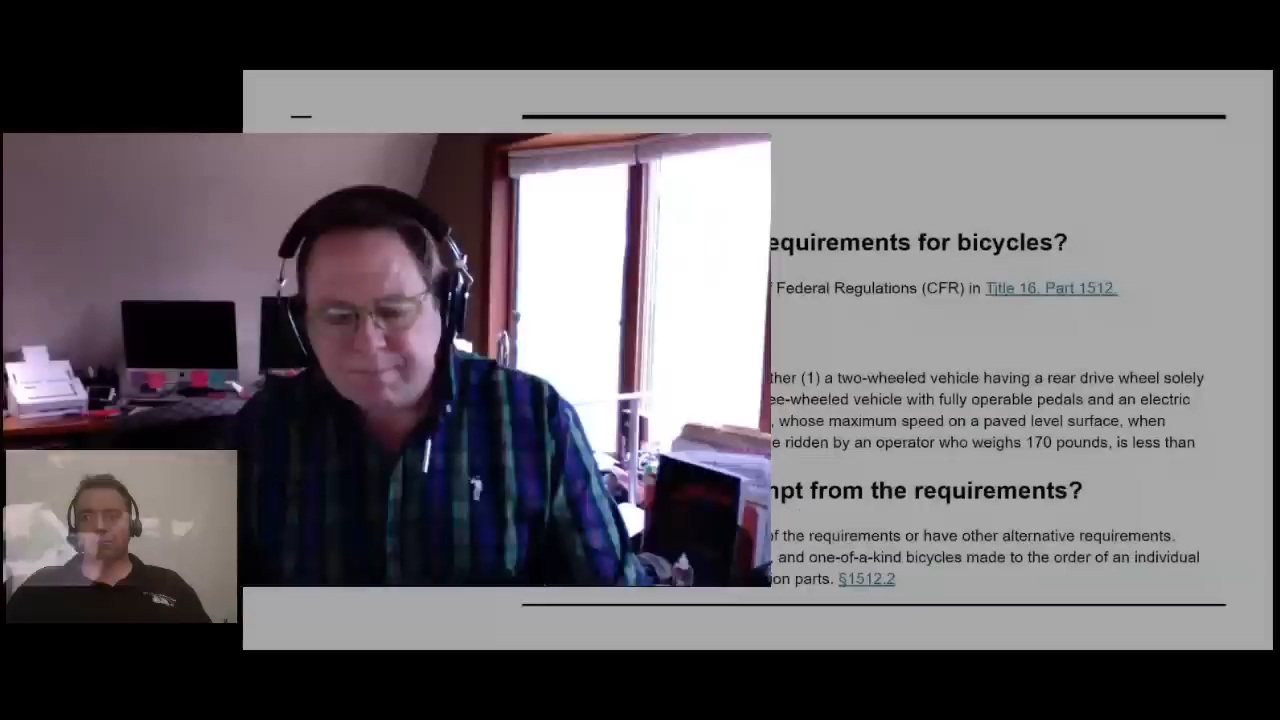 equirements for bicycles?
Federal Regulations (CFR) in Title 16, Part 1512.
ther (1) a two-wheeled vehicle having a rear drive wheel solely
ee-wheeled vehicle with fully operable pedals and an electric
, whose maximum speed on a paved level surface, when
e ridden by an operator who weighs 170 pounds, is less than
mpt from the requirements?
of the requirements or have other alternative requirements.
, and one-of-a-kind bicycles made to the order of an individual
ion parts. §1512.2